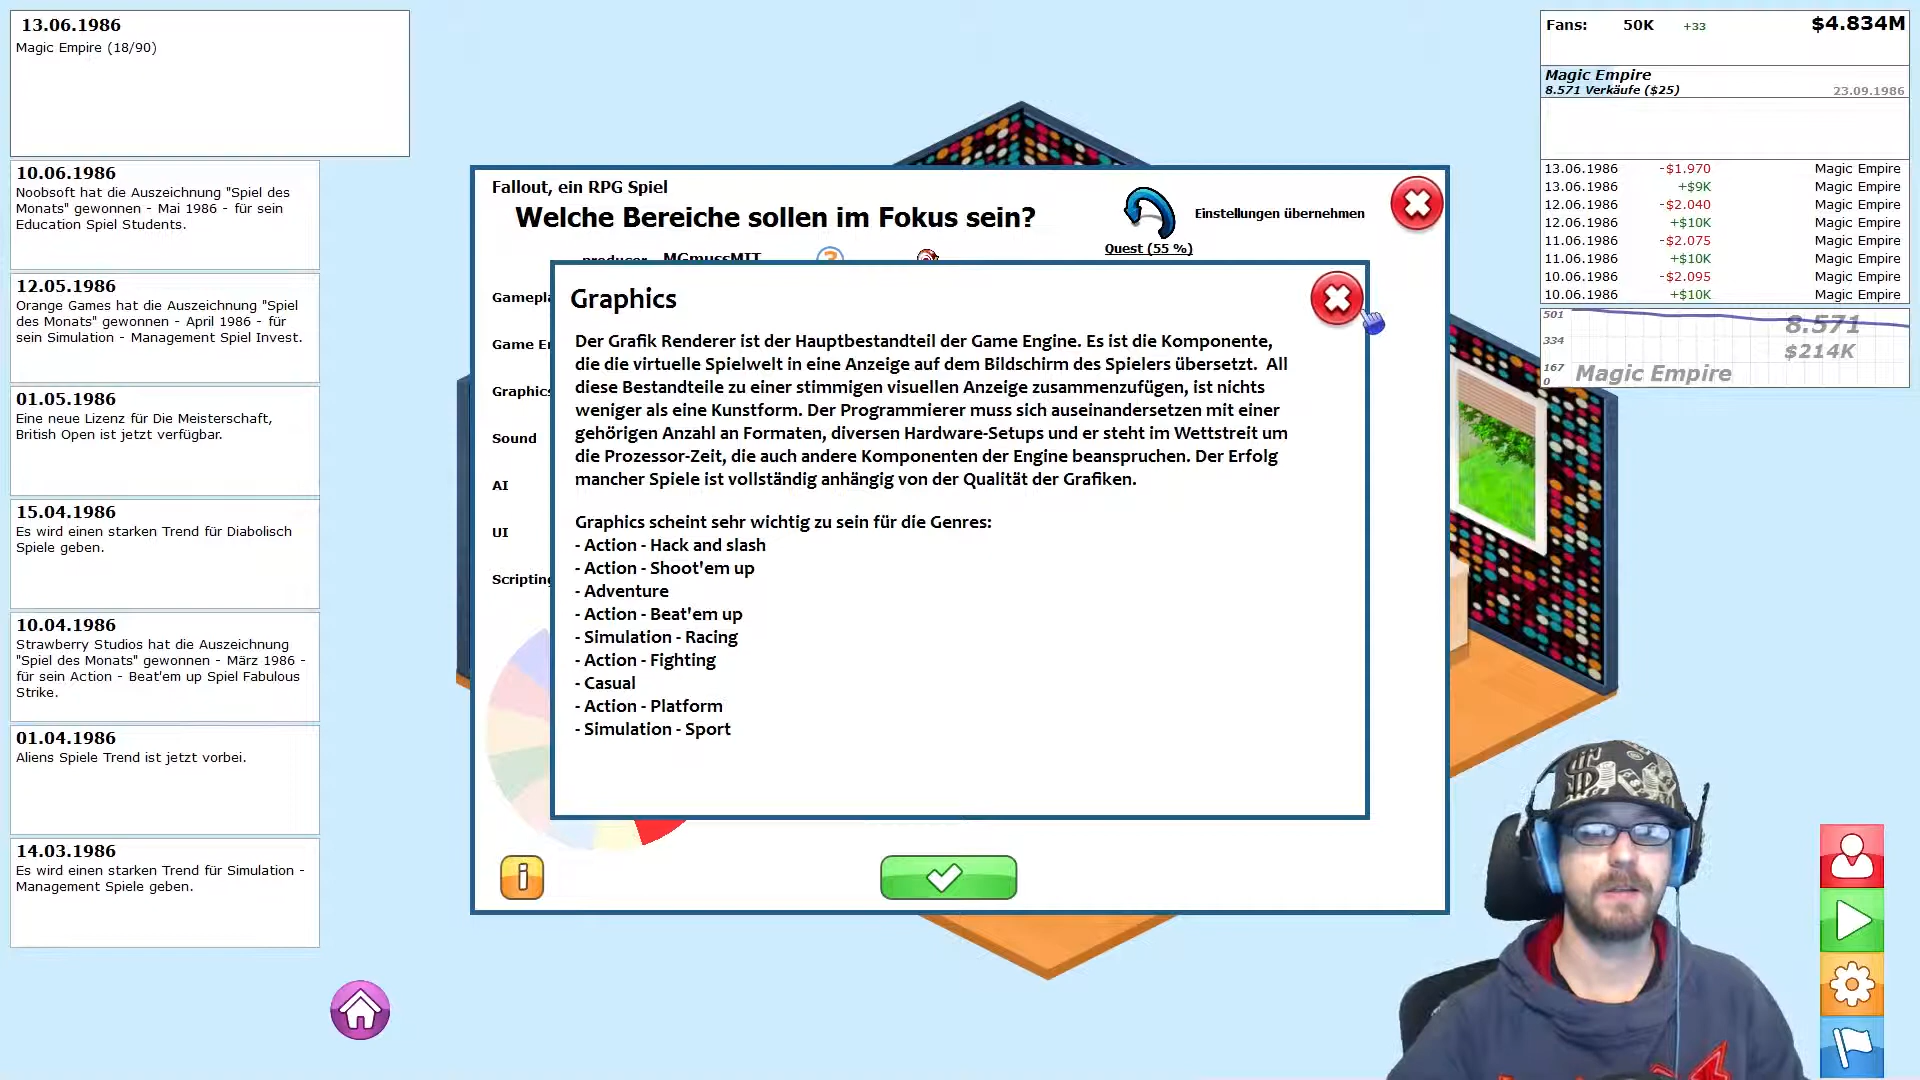 13.06.1986
Magic Empire (18/90)
10.06.1986
Noobsoft hat die Auszeichnung "Spiel des
Monats" gewonnen - Mai 1986 - für sein
Education Spiel Students.
12.05.1986
Orange Games hat die Auszeichnung "Spiel
des Monats" gewonnen - April 1986 - für
sein Simulation - Management Spiel Invest.
01.05.1986
Eine neue Lizenz für Die Meisterschaft,
British Open ist jetzt verfügbar.
15.04.1986
Es wird einen starken Trend für Diabolisch
Spiele geben.
10.04.1986
Strawberry Studios hat die Auszeichnung
"Spiel des Monats" gewonnen - März 1986 -
für sein Action - Beat'em up Spiel Fabulous
Strike.
01.04.1986
Aliens Spiele Trend ist jetzt vorbei.
14.03.1986
Es wird einen starken Trend für Simulation -
Management Spiele geben.
Fallout, ein RPG Spiel
Welche Bereiche sollen im Fokus sein?
Einstellungen übernehmen
Quest (55 %)
producer MGmussMIT
Gamepla
Game E
Graphics
Sound
AI
UI
Scripting
Graphics
Der Grafik Renderer ist der Hauptbestandteil der Game Engine. Es ist die Komponente,
die die virtuelle Spielwelt in eine Anzeige auf dem Bildschirm des Spielers übersetzt. All
diese Bestandteile zu einer stimmigen visuellen Anzeige zusammenzufügen, ist nichts
weniger als eine Kunstform. Der Programmierer muss sich auseinandersetzen mit einer
gehörigen Anzahl an Formaten, diversen Hardware-Setups und er steht im Wettstreit um
die Prozessor-Zeit, die auch andere Komponenten der Engine beanspruchen. Der Erfolg
mancher Spiele ist vollständig anhängig von der Qualität der Grafiken.
Graphics scheint sehr wichtig zu sein für die Genres:
- Action - Hack and slash
- Action - Shoot'em up
- Adventure
- Action - Beat'em up
- Simulation - Racing
- Action - Fighting
- Casual
- Action - Platform
- Simulation - Sport
i
Fans: 50K +33 $4.834M
Magic Empire
8.571 Verkäufe ($25) 23.09.1986
13.06.1986 -$1.970 Magic Empire
13.06.1986 +$9K Magic Empire
12.06.1986 -$2.040 Magic Empire
12.06.1986 +$10K Magic Empire
11.06.1986 -$2.075 Magic Empire
11.06.1986 +$10K Magic Empire
10.06.1986 -$2.095 Magic Empire
10.06.1986 +$10K Magic Empire
501
334
167
0
8.571
$214K
Magic Empire